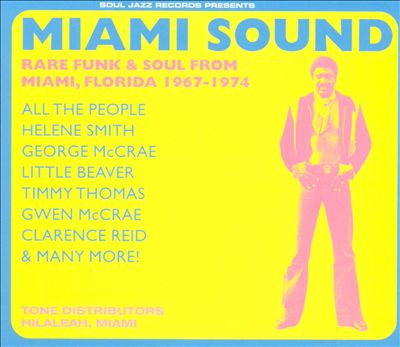 SOUL JAZZ RECORDS PRESENTS
MIAMI SOUND
RARE FUNK & SOUL FROM
MIAMI, FLORIDA 1967-1974
ALL THE PEOPLE
HELENE SMITH
GEORGE McCRAE
LITTLE BEAVER
TIMMY THOMAS
GWEN McCRAE
CLARENCE REID
& MANY MORE!
TONE DISTRIBUTORS
HILALEAH, MIAMI